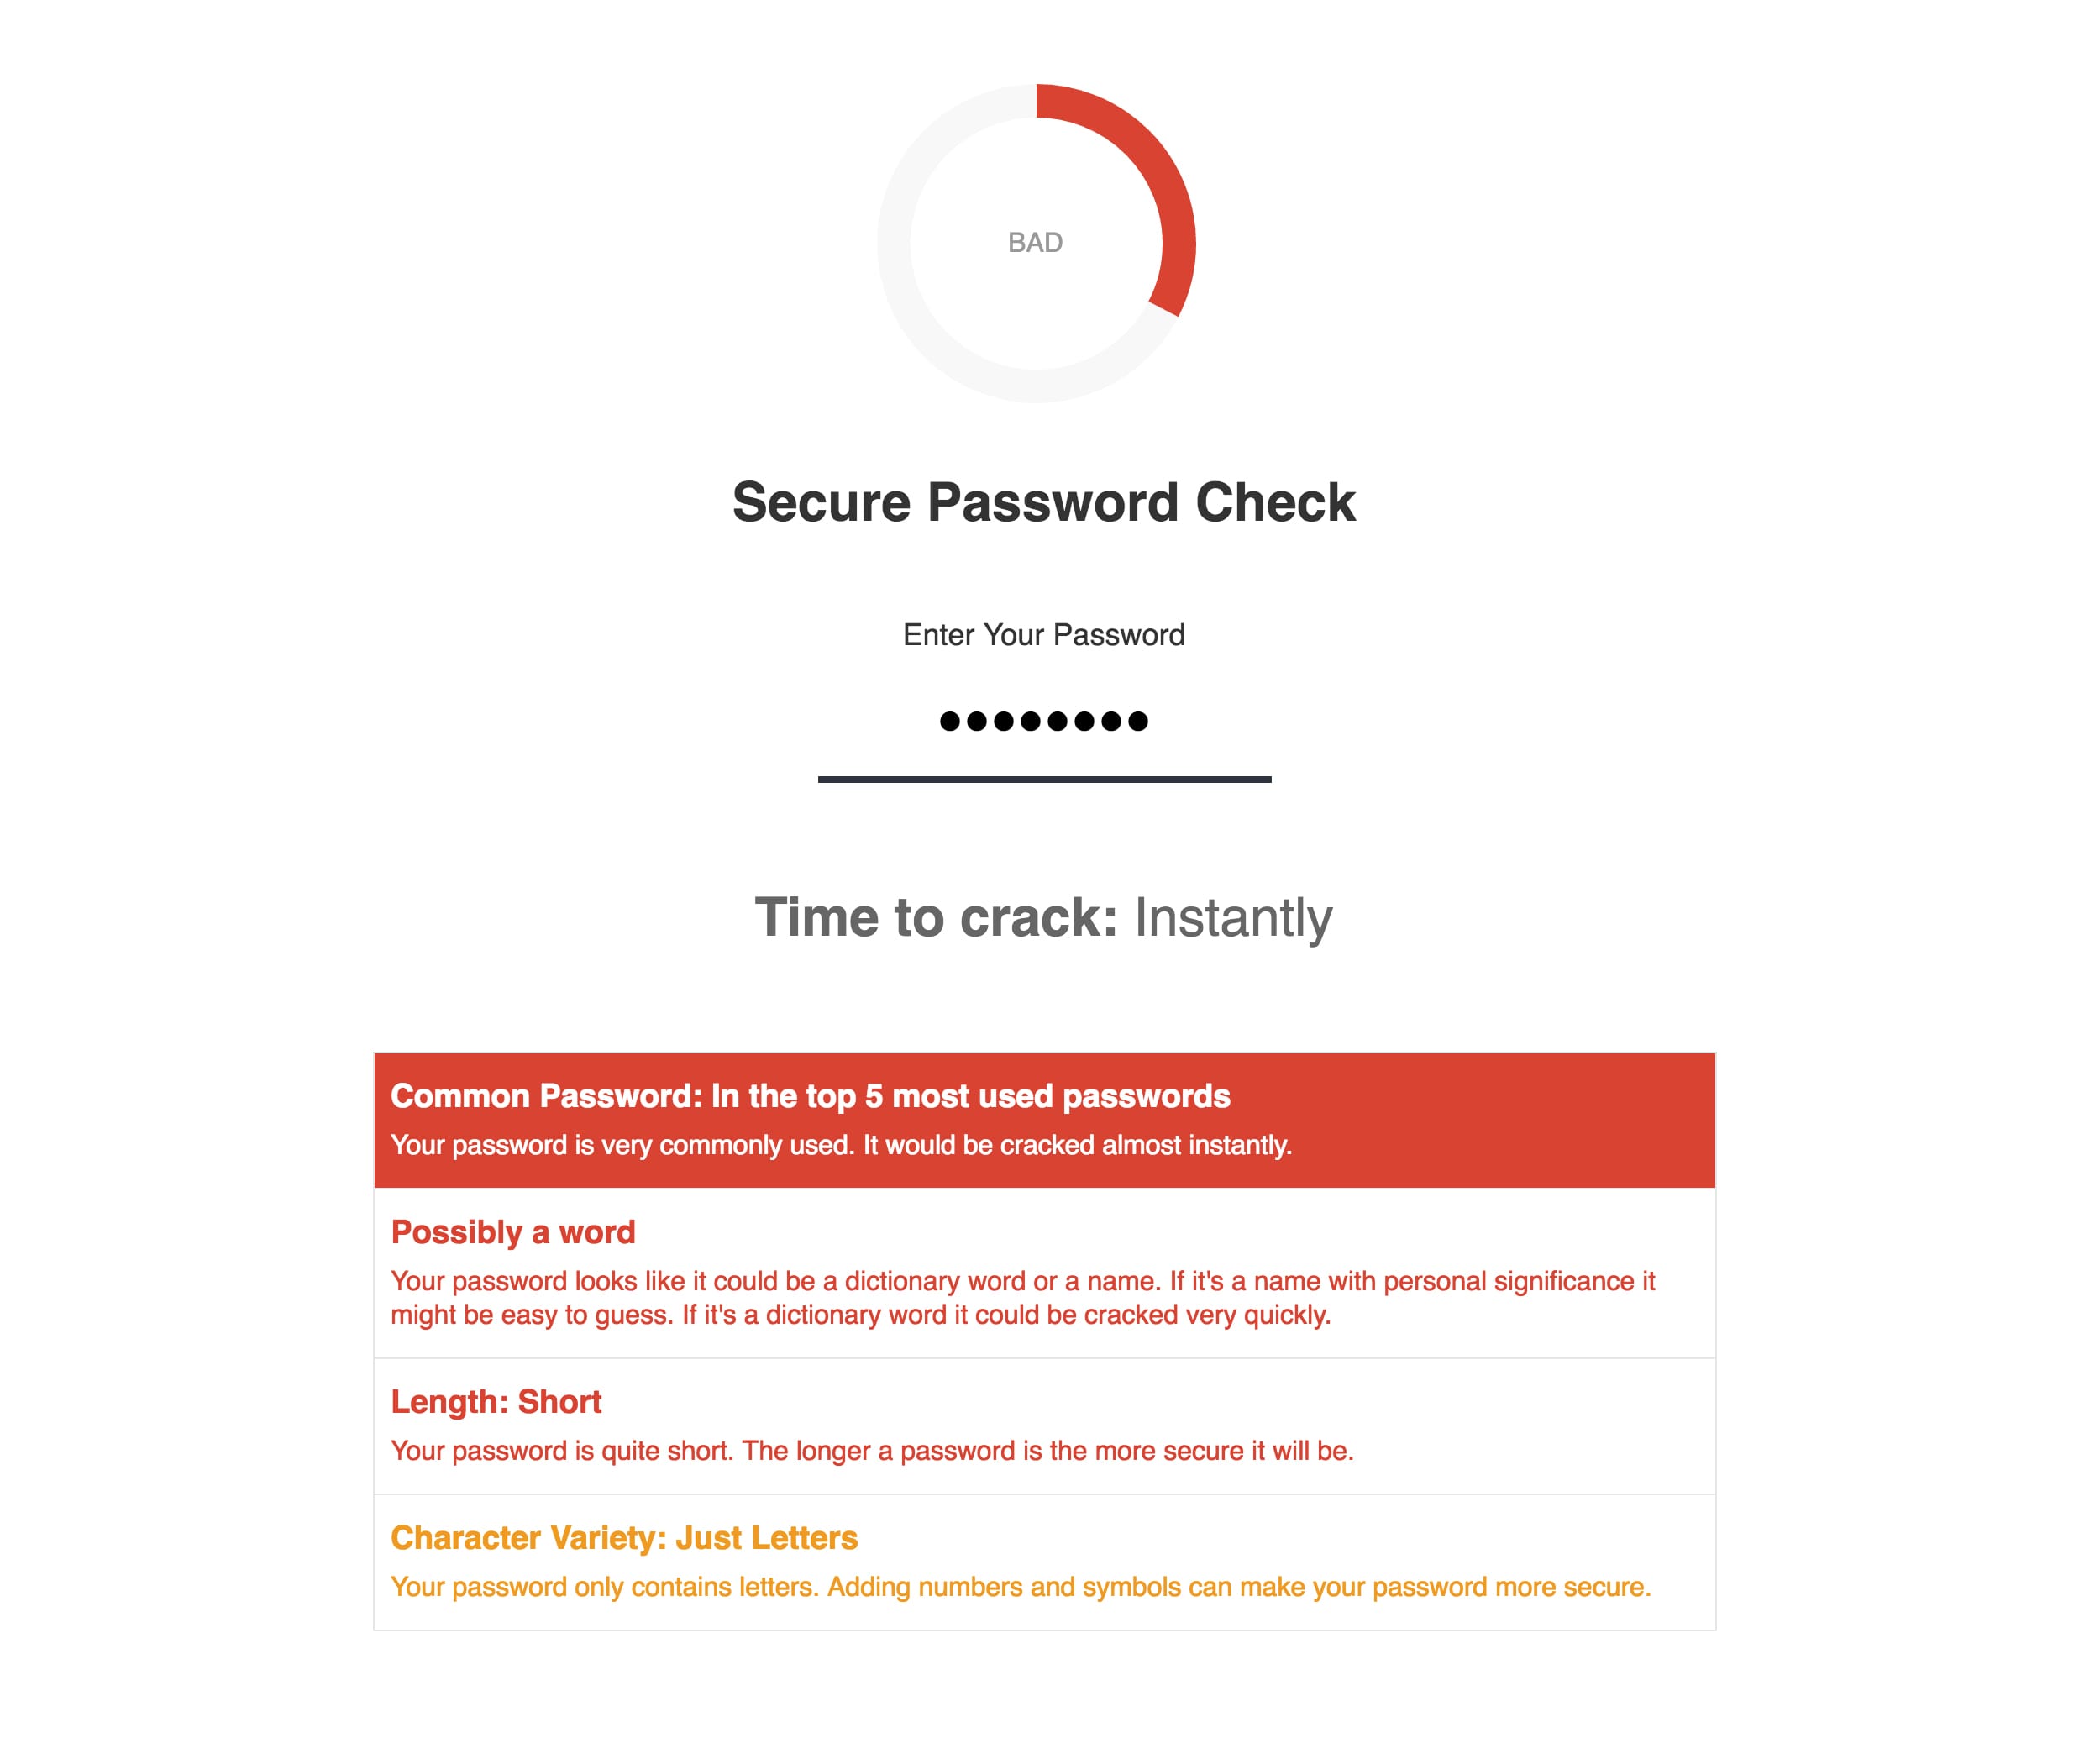 BAD
Secure Password Check
Enter Your Password
••••••••
Time to crack: Instantly
Common Password: In the top 5 most used passwords
Your password is very commonly used. It would be cracked almost instantly.
Possibly a word
Your password looks like it could be a dictionary word or a name. If it's a name with personal significance it
might be easy to guess. If it's a dictionary word it could be cracked very quickly.
Length: Short
Your password is quite short. The longer a password is the more secure it will be.
Character Variety: Just Letters
Your password only contains letters. Adding numbers and symbols can make your password more secure.